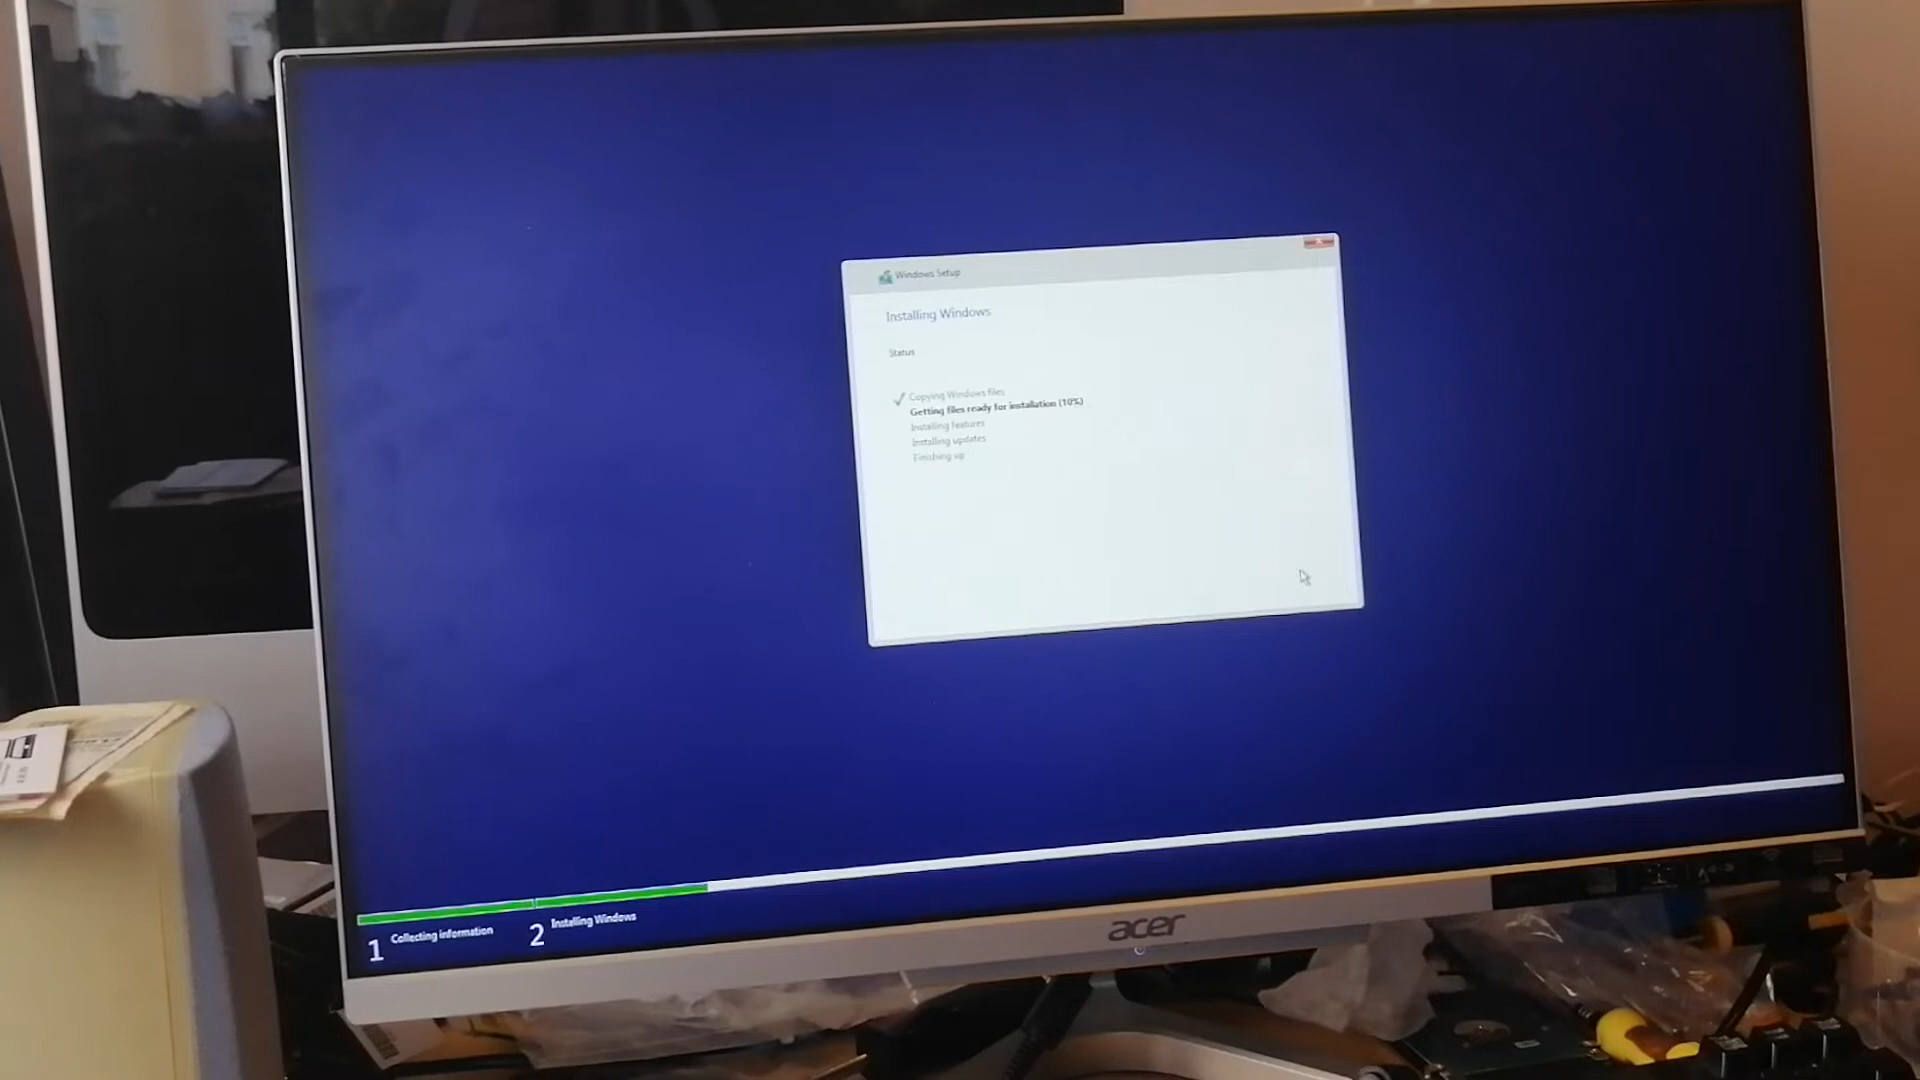 Windows Setup
Installing Windows
Status
Copying Windows files
Getting files ready for installation (10%)
Installing features
Installing updates
Finishing up
1 Collecting information
2 Installing Windows
acer